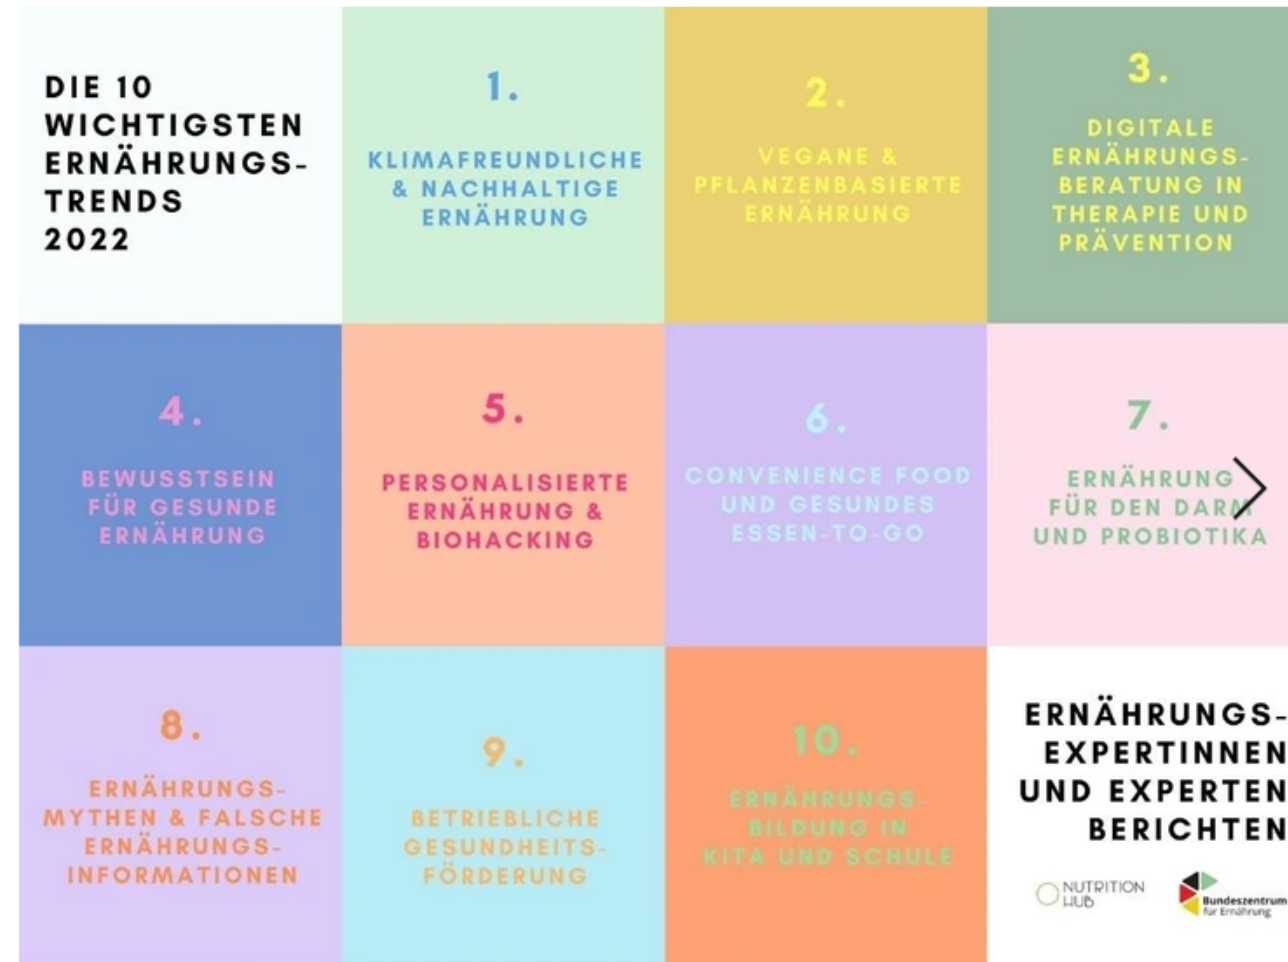 DIE 10
WICHTIGSTEN
ERNÄHRUNGS-
TRENDS
2022
1.
KLIMAFREUNDLICHE
& NACHHALTIGE
ERNÄHRUNG
2.
VEGANE &
PFLANZENBASIERTE
ERNÄHRUNG
3.
DIGITALE
ERNÄHRUNGS-
BERATUNG IN
THERAPIE UND
PRÄVENTION
4.
BEWUSSTSEIN
FÜR GESUNDE
ERNÄHRUNG
5.
PERSONALISIERTE
ERNÄHRUNG &
BIOHACKING
6.
CONVENIENCE FOOD
UND GESUNDES
ESSEN-TO-GO
7.
ERNÄHRUNG
FÜR DEN DARM
UND PROBIOTIKA
8.
ERNÄHRUNGS-
MYTHEN & FALSCHE
ERNÄHRUNGS-
INFORMATIONEN
9.
BETRIEBLICHE
GESUNDHEITS-
FÖRDERUNG
10.
ERNÄHRUNGS-
BILDUNG IN
KITA UND SCHULE
ERNÄHRUNGS-
EXPERTINNEN
UND EXPERTEN
BERICHTEN
NUTRITION
HUB
Bundeszentrum
für Ernährung